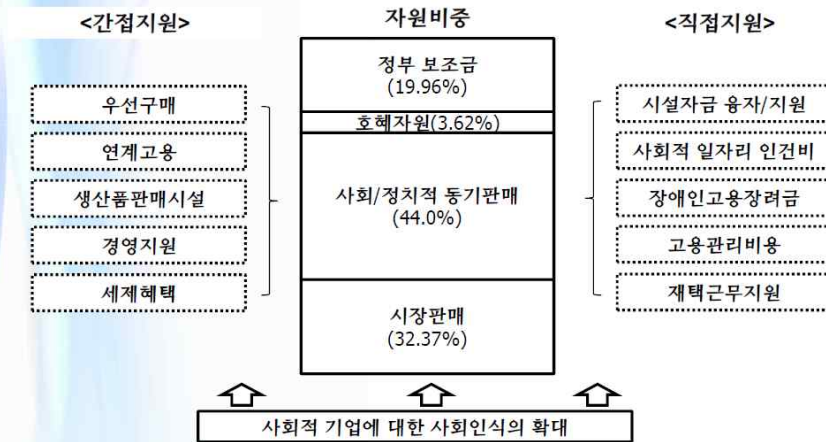 <간접지원>
우선구매
연계고용
생산품판매시설
경영지원
세제혜택
자원비중
정부 보조금
(19.96%)
호혜자원(3.62%)
사회/정치적 동기판매
(44.0%)
시장판매
(32.37%)
<직접지원>
시설자금 융자/지원
사회적 일자리 인건비
장애인고용장려금
고용관리비용
재택근무지원
사회적 기업에 대한 사회인식의 확대